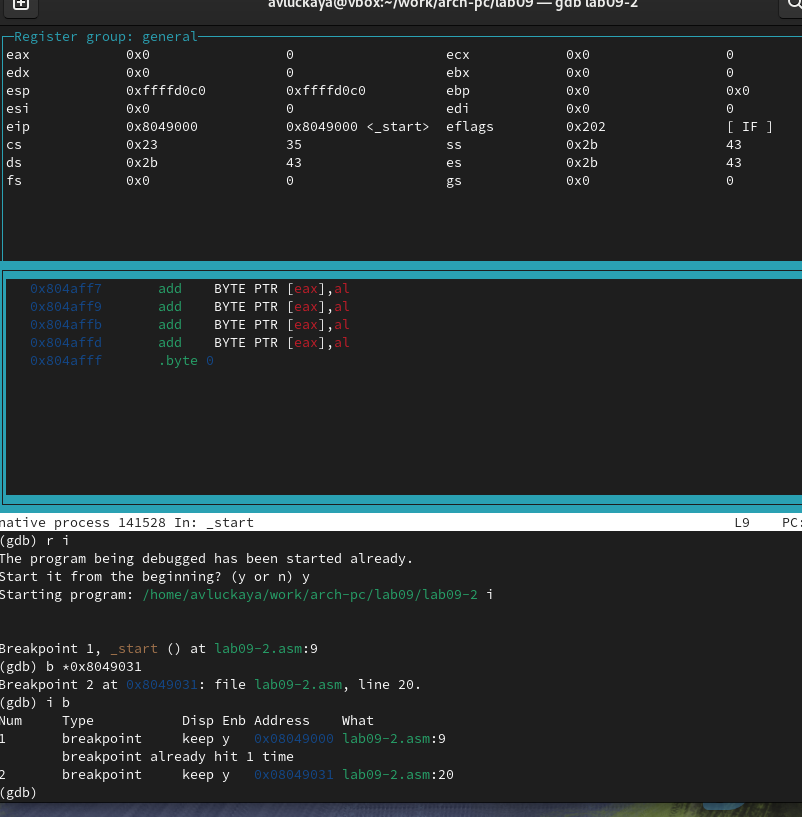 avluckaya@vbox:~/work/arch-pc/lab09 — gdb lab09-2
Register group: general
eax 0x0 0 ecx 0x0 0
edx 0x0 0 ebx 0x0 0
esp 0xffffd0c0 0xffffd0c0 ebp 0x0 0x0
esi 0x0 0 edi 0x0 0
eip 0x8049000 0x8049000 <_start> eflags 0x202 [ IF ]
cs 0x23 35 ss 0x2b 43
ds 0x2b 43 es 0x2b 43
fs 0x0 0 gs 0x0 0
0x804aff7 add BYTE PTR [eax],al
0x804aff9 add BYTE PTR [eax],al
0x804affb add BYTE PTR [eax],al
0x804affd add BYTE PTR [eax],al
0x804afff .byte 0
native process 141528 In: _start L9 PC:
(gdb) r i
The program being debugged has been started already.
Start it from the beginning? (y or n) y
Starting program: /home/avluckaya/work/arch-pc/lab09/lab09-2 i
Breakpoint 1, _start () at lab09-2.asm:9
(gdb) b *0x8049031
Breakpoint 2 at 0x8049031: file lab09-2.asm, line 20.
(gdb) i b
Num Type Disp Enb Address What
1 breakpoint keep y 0x08049000 lab09-2.asm:9
breakpoint already hit 1 time
2 breakpoint keep y 0x08049031 lab09-2.asm:20
(gdb)